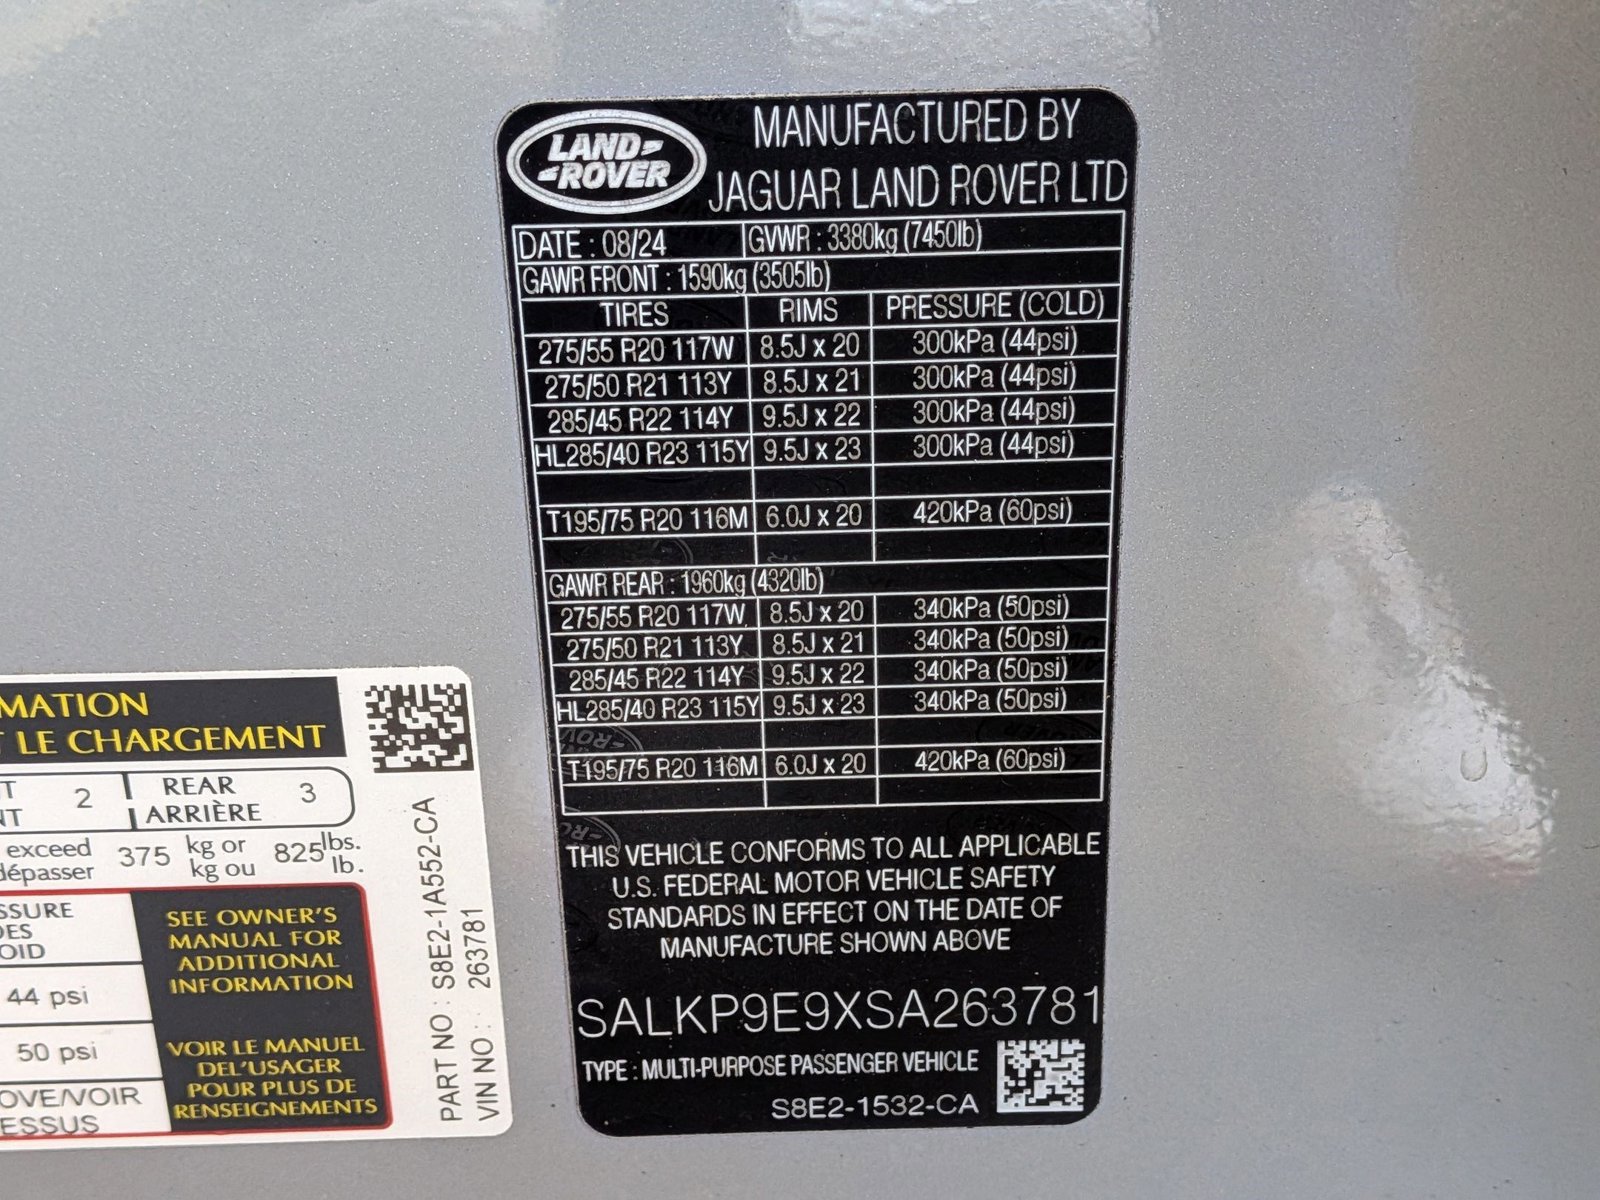 LAND-
-ROVER
MANUFACTURED BY
JAGUAR LAND ROVER LTD
DATE : 08/24 GVWR : 3380kg (7450lb)
GAWR FRONT : 1590kg (3505lb)
TIRES RIMS PRESSURE (COLD)
275/55 R20 117W 8.5J x 20 300kPa (44psi)
275/50 R21 113Y 8.5J x 21 300kPa (44psi)
285/45 R22 114Y 9.5J x 22 300kPa (44psi)
HL285/40 R23 115Y 9.5J x 23 300kPa (44psi)
T195/75 R20 116M 6.0J x 20 420kPa (60psi)
GAWR REAR : 1960kg (4320lb)
275/55 R20 117W 8.5J x 20 340kPa (50psi)
275/50 R21 113Y 8.5J x 21 340kPa (50psi)
285/45 R22 114Y 9.5J x 22 340kPa (50psi)
HL285/40 R23 115Y 9.5J x 23 340kPa (50psi)
T195/75 R20 116M 6.0J x 20 420kPa (60psi)
THIS VEHICLE CONFORMS TO ALL APPLICABLE
U.S. FEDERAL MOTOR VEHICLE SAFETY
STANDARDS IN EFFECT ON THE DATE OF
MANUFACTURE SHOWN ABOVE
SALKP9E9XSA263781
TYPE : MULTI-PURPOSE PASSENGER VEHICLE
S8E2-1532-CA
MATION
T LE CHARGEMENT
T 2 REAR 3
NT ARRIÈRE
exceed 375 kg or 825 lbs.
dépasser kg ou lb.
SSURE
DES
OID
44 psi
50 psi
OVE/VOIR
ESSUS
SEE OWNER'S
MANUAL FOR
ADDITIONAL
INFORMATION
VOIR LE MANUEL
DEL'USAGER
POUR PLUS DE
RENSEIGNEMENTS
PART NO : S8E2-1A552-CA
VIN NO : 263781